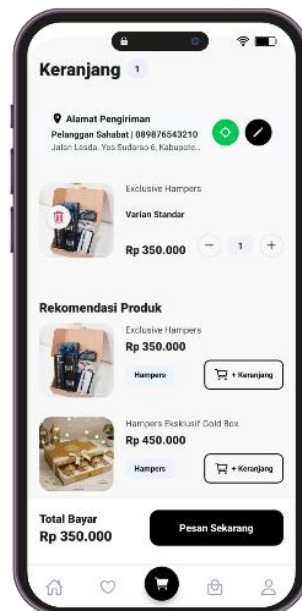 Keranjang 1
Alamat Pengiriman
Pelanggan Sahabat | 089876543210
Jalan Losda. Yos Sudarso 6, Kabupate...
Exclusive Hampers
Varian Standar
Rp 350.000 − 1 +
Rekomendasi Produk
Exclusive Hampers
Rp 350.000
Hampers + Keranjang
Hampers Eksklusif Gold Box
Rp 450.000
Hampers + Keranjang
Total Bayar
Rp 350.000
Pesan Sekarang